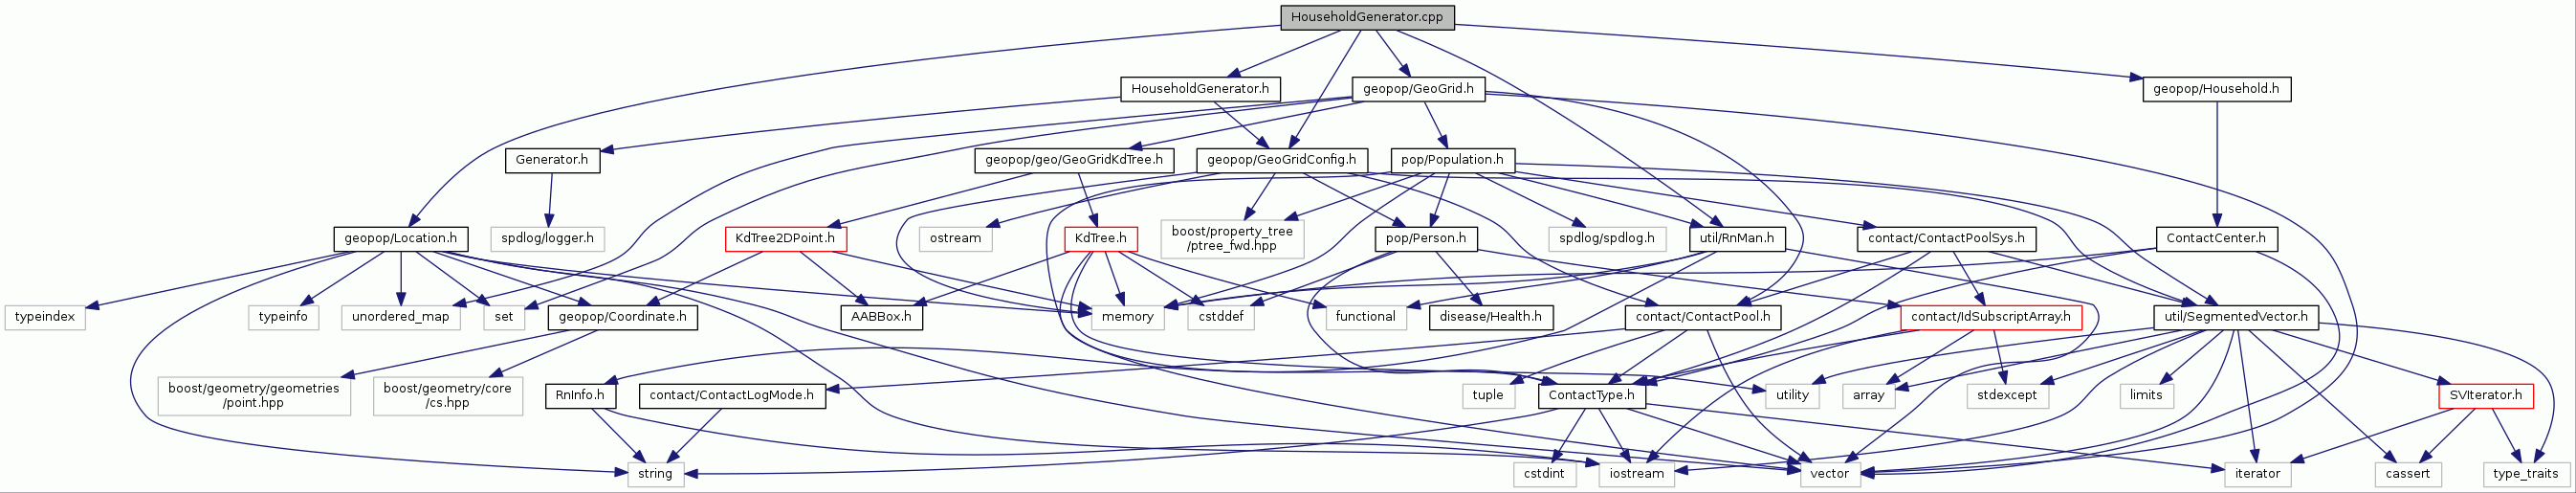 HouseholdGenerator.cpp
HouseholdGenerator.h
geopop/GeoGrid.h
geopop/Household.h
Generator.h
geopop/geo/GeoGridKdTree.h
geopop/GeoGridConfig.h
pop/Population.h
geopop/Location.h
spdlog/logger.h
KdTree2DPoint.h
ostream
KdTree.h
boost/property_tree
/ptree_fwd.hpp
pop/Person.h
spdlog/spdlog.h
util/RnMan.h
contact/ContactPoolSys.h
ContactCenter.h
typeindex
typeinfo
unordered_map
set
geopop/Coordinate.h
AABBox.h
memory
cstddef
functional
disease/Health.h
contact/ContactPool.h
contact/IdSubscriptArray.h
util/SegmentedVector.h
boost/geometry/geometries
/point.hpp
boost/geometry/core
/cs.hpp
RnInfo.h
contact/ContactLogMode.h
tuple
ContactType.h
utility
array
stdexcept
limits
SVIterator.h
string
cstdint
iostream
vector
iterator
cassert
type_traits